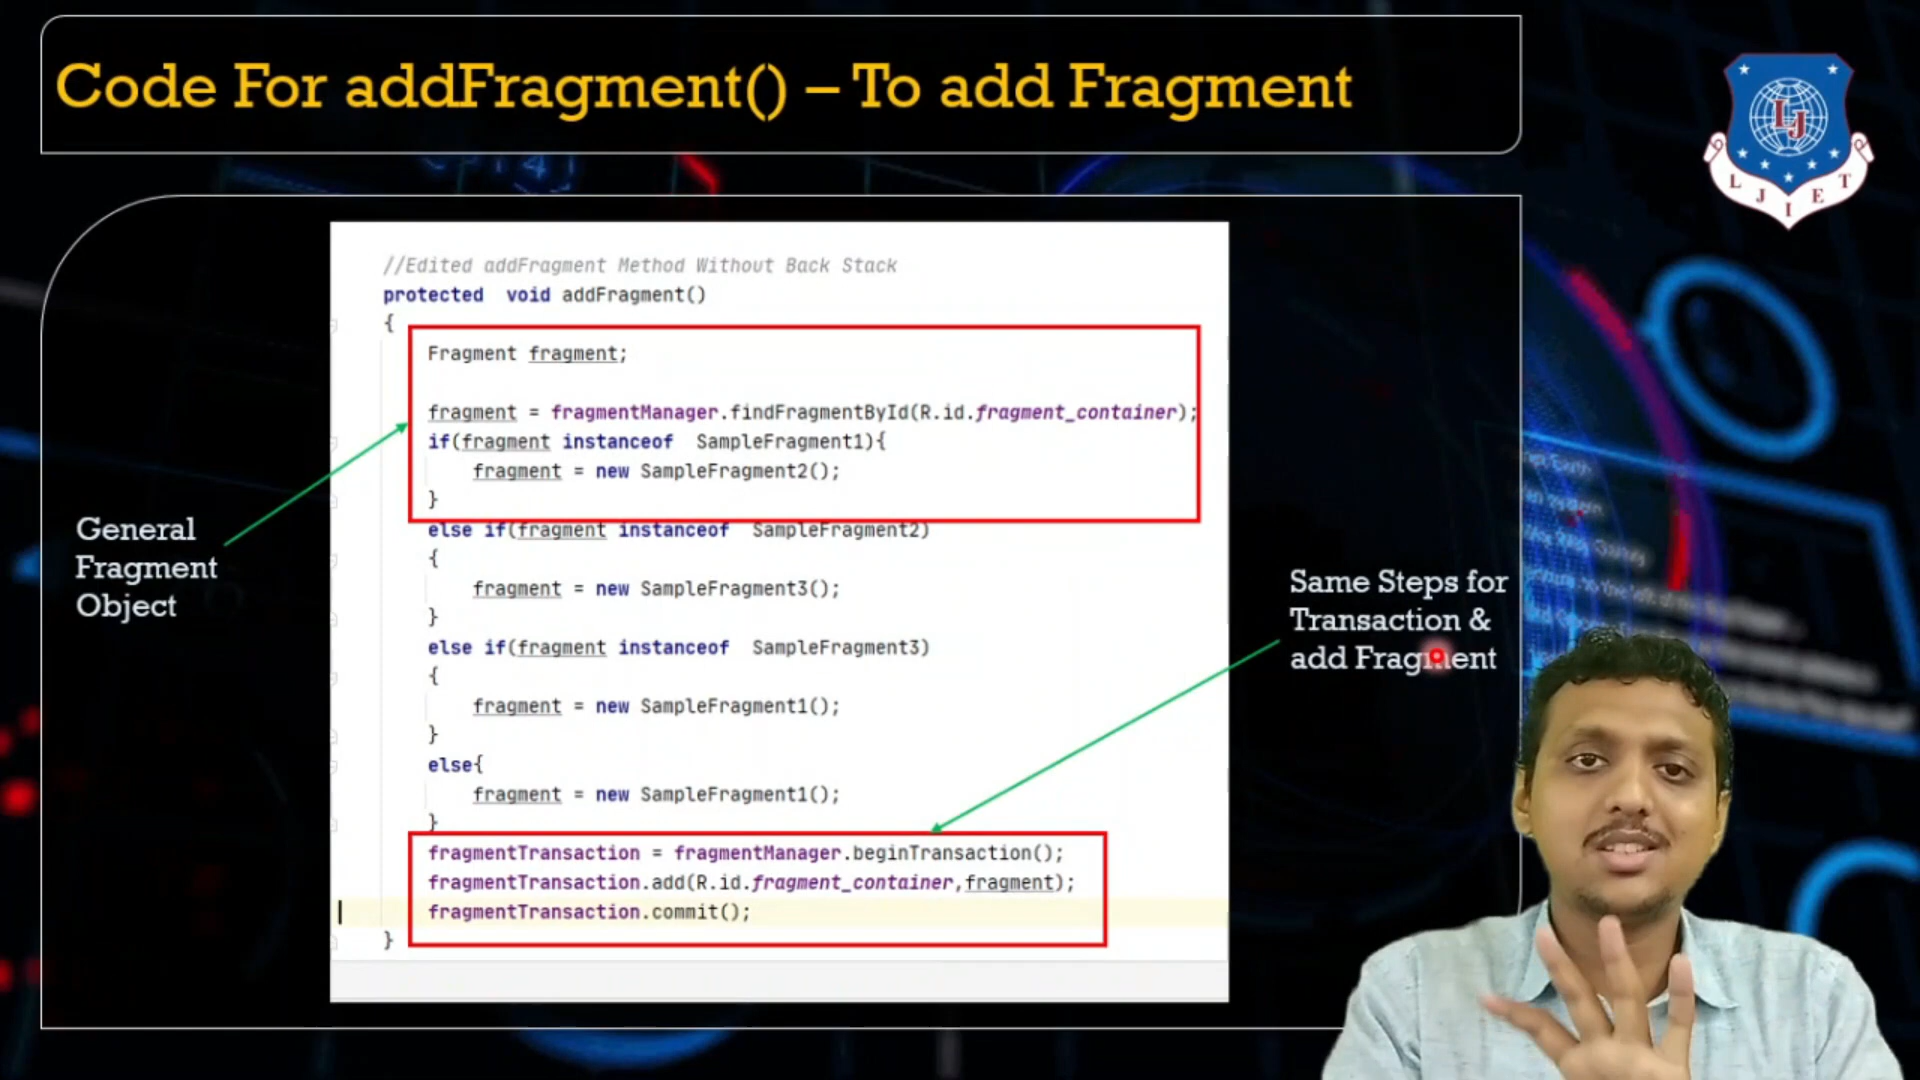 Code For addFragment() – To add Fragment
L J I E T
LJ
//Edited addFragment Method Without Back Stack
protected  void addFragment()
{
Fragment fragment;
fragment = fragmentManager.findFragmentById(R.id.fragment_container);
if(fragment instanceof  SampleFragment1){
fragment = new SampleFragment2();
}
else if(fragment instanceof  SampleFragment2)
{
fragment = new SampleFragment3();
}
else if(fragment instanceof  SampleFragment3)
{
fragment = new SampleFragment1();
}
else{
fragment = new SampleFragment1();
}
fragmentTransaction = fragmentManager.beginTransaction();
fragmentTransaction.add(R.id.fragment_container,fragment);
fragmentTransaction.commit();
}
General
Fragment
Object
Same Steps for
Transaction &
add Fragment